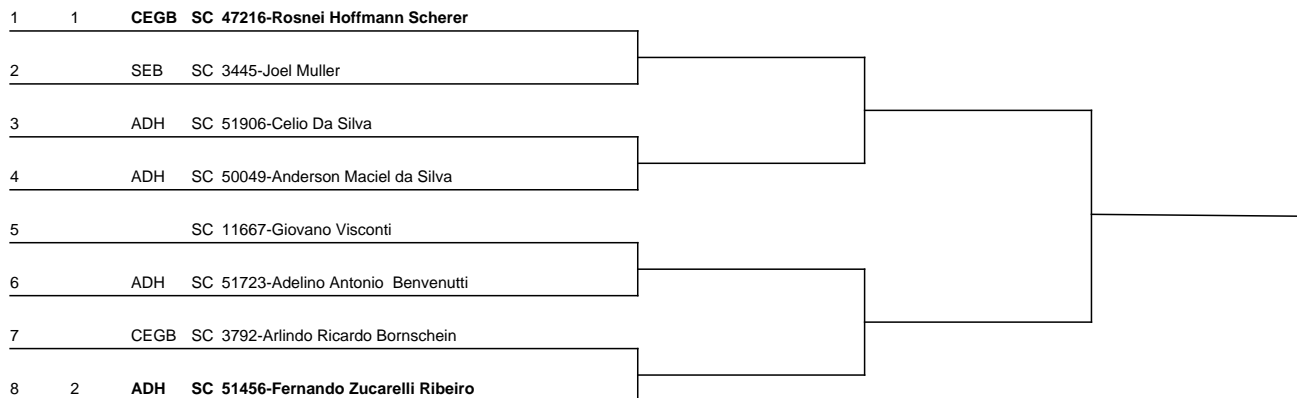 1 1 CEGB SC 47216-Rosnei Hoffmann Scherer
2 SEB SC 3445-Joel Muller
3 ADH SC 51906-Celio Da Silva
4 ADH SC 50049-Anderson Maciel da Silva
5 SC 11667-Giovano Visconti
6 ADH SC 51723-Adelino Antonio  Benvenutti
7 CEGB SC 3792-Arlindo Ricardo Bornschein
8 2 ADH SC 51456-Fernando Zucarelli Ribeiro